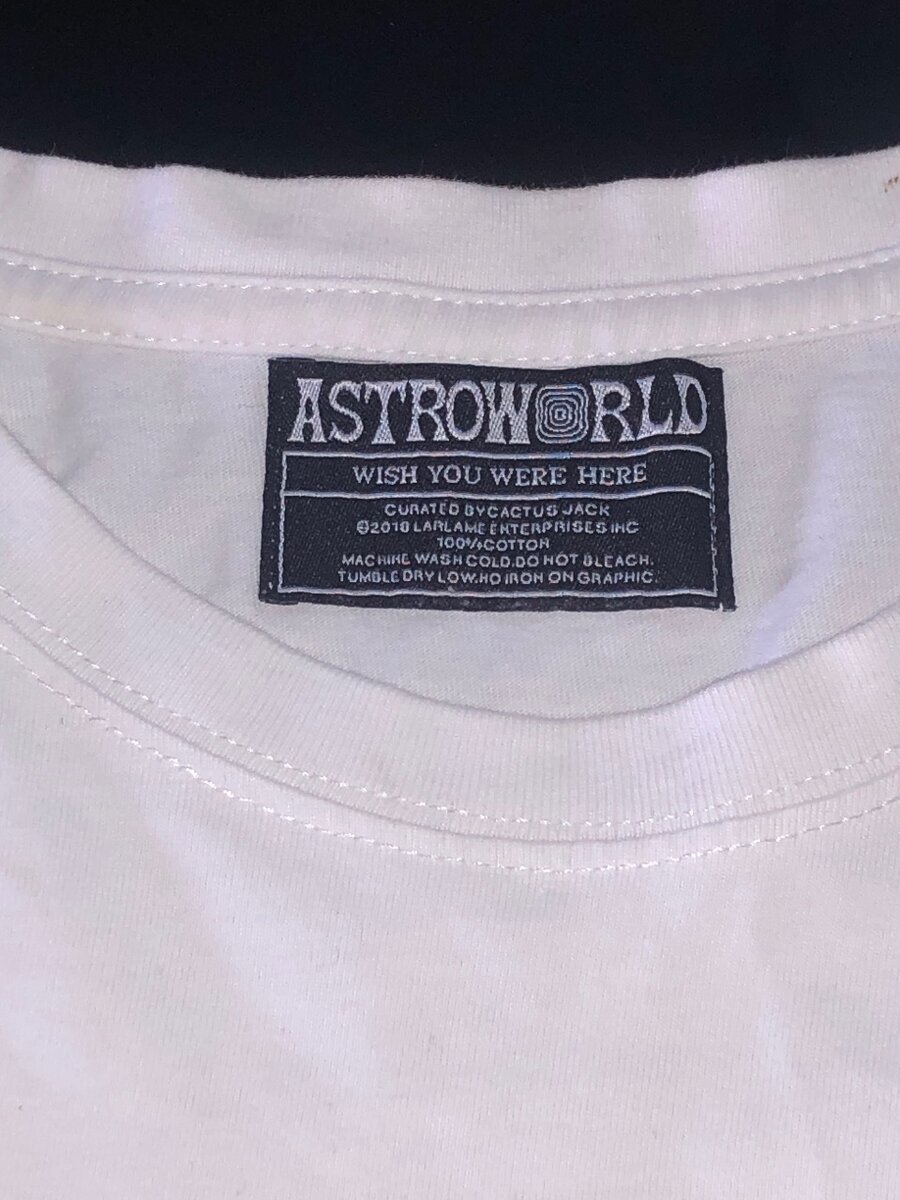 ASTROWORLD
WISH YOU WERE HERE
CURATED BYCACTUS JACK
©2018 LARLAME ENTERPRISES INC
100%COTTON
MACHINE WASH COLD.DO NOT BLEACH.
TUMBLE DRY LOW.NO IRON ON GRAPHIC.